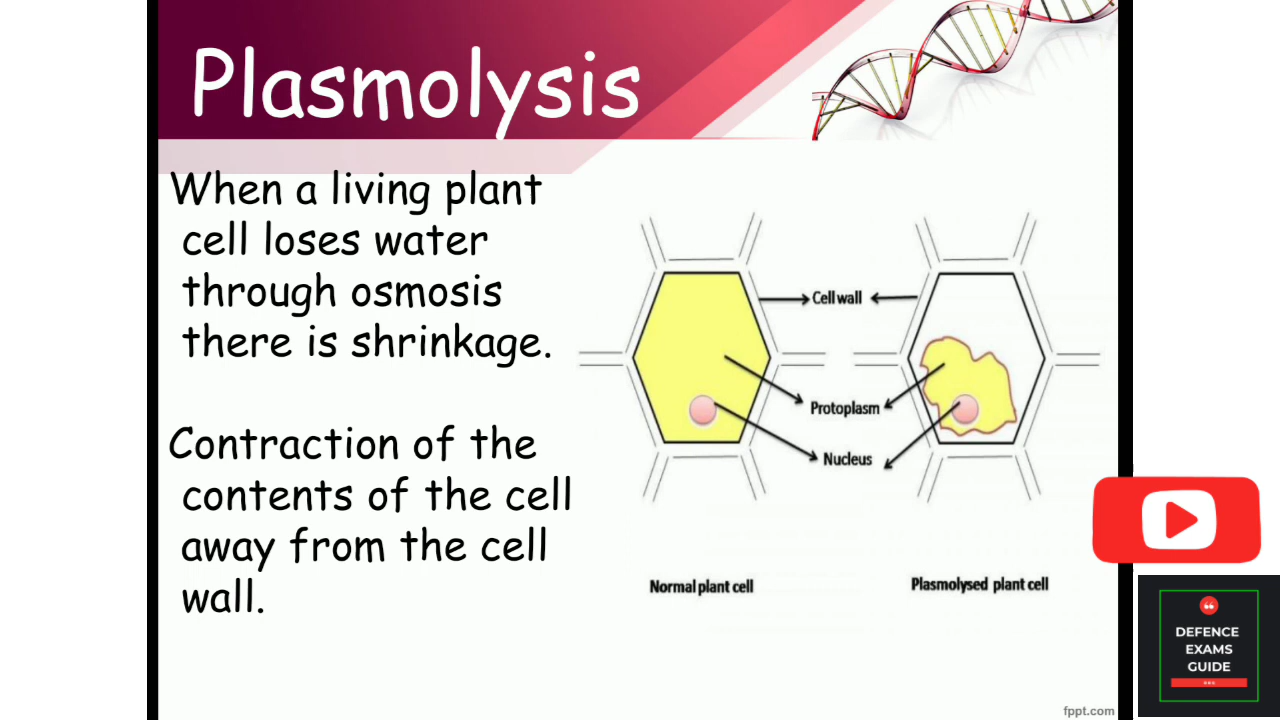 Plasmolysis
When a living plant
cell loses water
through osmosis
there is shrinkage.
Contraction of the
contents of the cell
away from the cell
wall.
Cell wall
Protoplasm
Nucleus
Normal plant cell
Plasmolysed plant cell
DEFENCE
EXAMS
GUIDE
fppt.com